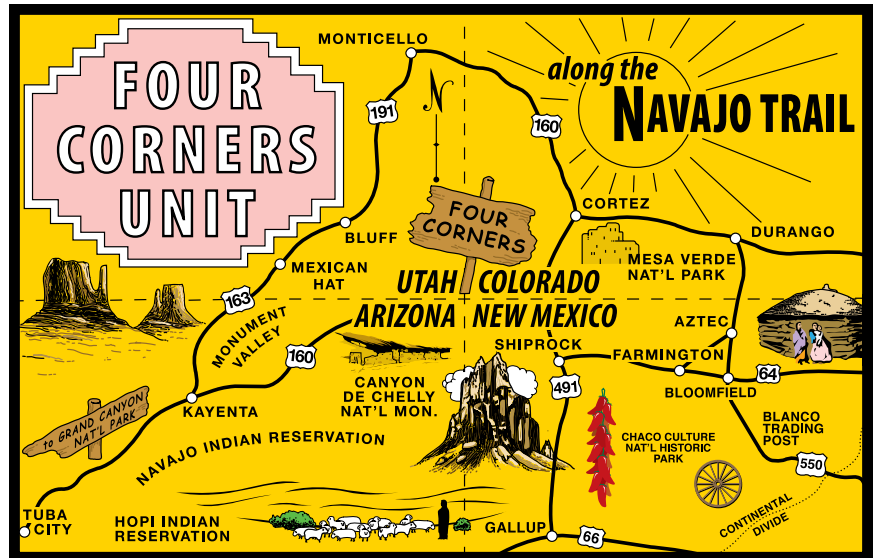 FOUR
CORNERS
UNIT
along the
NAVAJO TRAIL
MONTICELLO
N
191
160
CORTEZ
DURANGO
FOUR
CORNERS
BLUFF
MEXICAN
HAT
MESA VERDE
NAT'L PARK
UTAH COLORADO
ARIZONA NEW MEXICO
163
MONUMENT
VALLEY
160
AZTEC
SHIPROCK
FARMINGTON
64
491
BLOOMFIELD
CANYON
DE CHELLY
NAT'L MON.
KAYENTA
to GRAND CANYON
NAT'L PARK
NAVAJO INDIAN RESERVATION
CHACO CULTURE
NAT'L HISTORIC
PARK
BLANCO
TRADING
POST
550
CONTINENTAL
DIVIDE
TUBA
CITY
HOPI INDIAN
RESERVATION
GALLUP
66